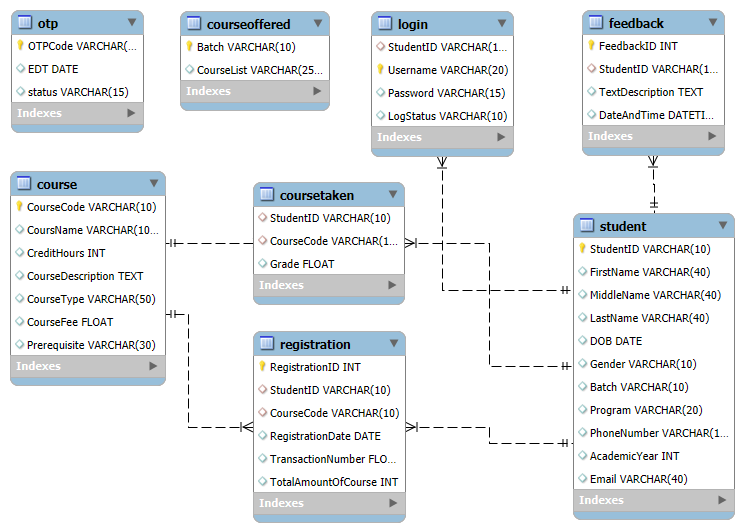 otp
OTPCode VARCHAR(...
EDT DATE
status VARCHAR(15)
Indexes
courseoffered
Batch VARCHAR(10)
CourseList VARCHAR(25...
Indexes
login
StudentID VARCHAR(1...
Username VARCHAR(20)
Password VARCHAR(15)
LogStatus VARCHAR(10)
Indexes
feedback
FeedbackID INT
StudentID VARCHAR(1...
TextDescription TEXT
DateAndTime DATETI...
Indexes
course
CourseCode VARCHAR(10)
CoursName VARCHAR(10...
CreditHours INT
CourseDescription TEXT
CourseType VARCHAR(50)
CourseFee FLOAT
Prerequisite VARCHAR(30)
Indexes
coursetaken
StudentID VARCHAR(10)
CourseCode VARCHAR(1...
Grade FLOAT
Indexes
registration
RegistrationID INT
StudentID VARCHAR(10)
CourseCode VARCHAR(10)
RegistrationDate DATE
TransactionNumber FLO...
TotalAmountOfCourse INT
Indexes
student
StudentID VARCHAR(10)
FirstName VARCHAR(40)
MiddleName VARCHAR(40)
LastName VARCHAR(40)
DOB DATE
Gender VARCHAR(10)
Batch VARCHAR(10)
Program VARCHAR(20)
PhoneNumber VARCHAR(1...
AcademicYear INT
Email VARCHAR(40)
Indexes